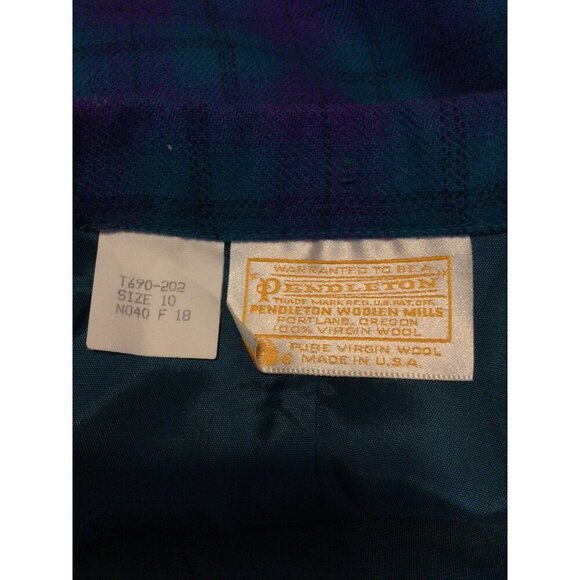 T690-202
SIZE 10
N040 F 18
WARRANTED TO BE A
"PENDLETON"
TRADE MARK REG. U.S. PAT. OFF.
PENDLETON WOOLEN MILLS
PORTLAND, OREGON
100% VIRGIN WOOL
PURE VIRGIN WOOL
MADE IN U.S.A.